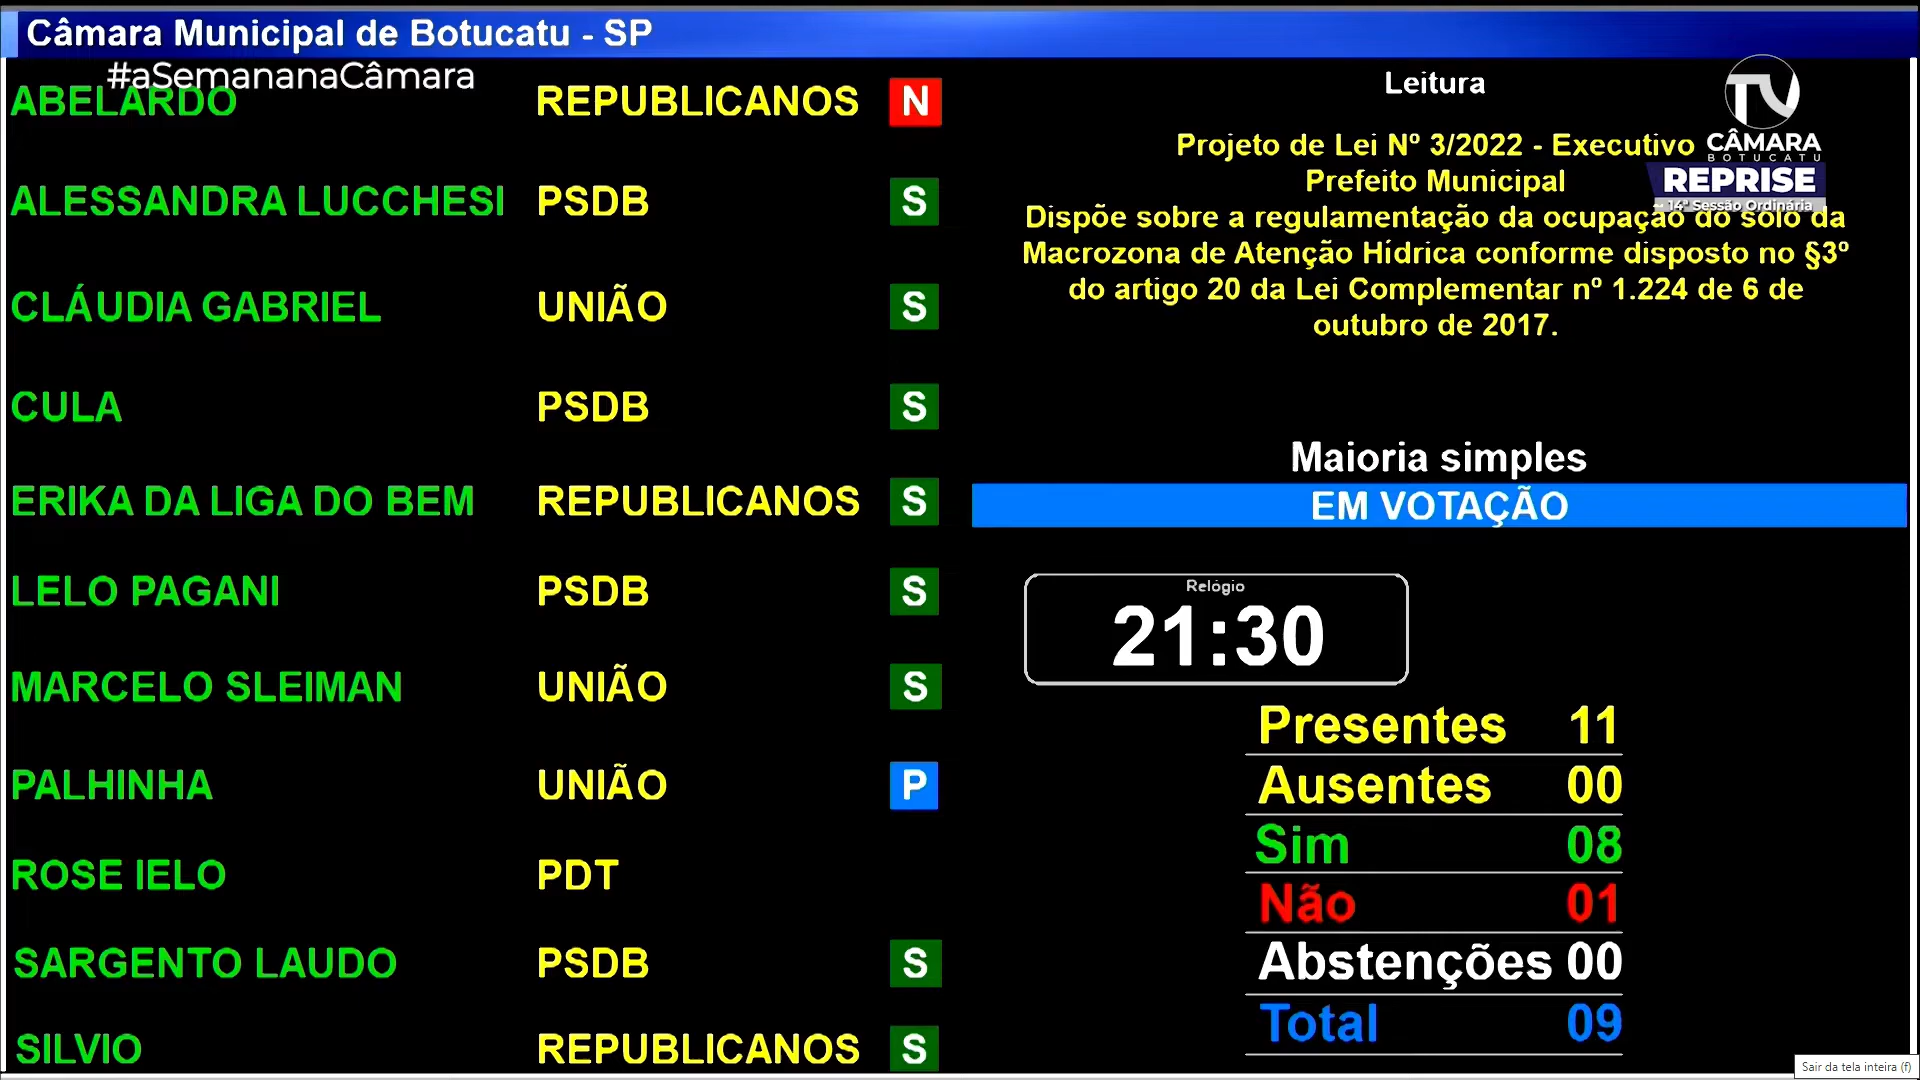 Câmara Municipal de Botucatu - SP
#aSemananaCâmara
ABELARDO REPUBLICANOS N
ALESSANDRA LUCCHESI PSDB S
CLÁUDIA GABRIEL UNIÃO S
CULA PSDB S
ERIKA DA LIGA DO BEM REPUBLICANOS S
LELO PAGANI PSDB S
MARCELO SLEIMAN UNIÃO S
PALHINHA UNIÃO P
ROSE IELO PDT
SARGENTO LAUDO PSDB S
SILVIO REPUBLICANOS S
Leitura
Projeto de Lei Nº 3/2022 - Executivo
Prefeito Municipal
Dispõe sobre a regulamentação da ocupação do solo da
Macrozona de Atenção Hídrica conforme disposto no §3º
do artigo 20 da Lei Complementar nº 1.224 de 6 de
outubro de 2017.
TV
CÂMARA
BOTUCATU
REPRISE
14ª Sessão Ordinária
Maioria simples
EM VOTAÇÃO
Relógio
21:30
Presentes 11
Ausentes 00
Sim 08
Não 01
Abstenções 00
Total 09
Sair da tela inteira (f)